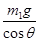 m₁g
cos θ